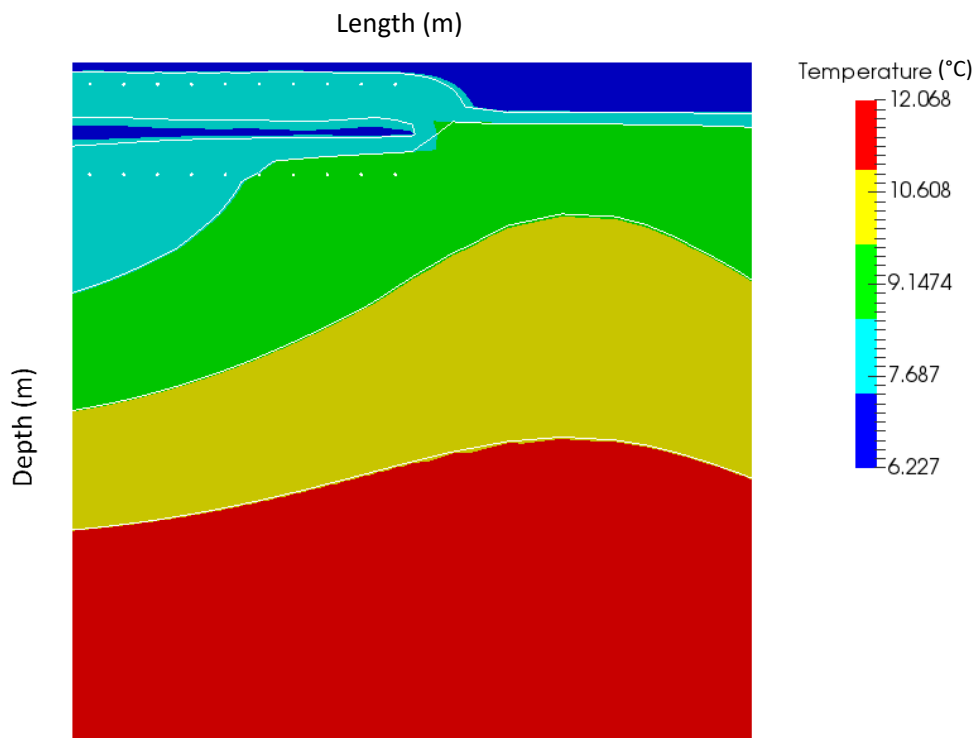 Length (m)
Temperature (°C)
12.068
10.608
9.1474
7.687
6.227
Depth (m)